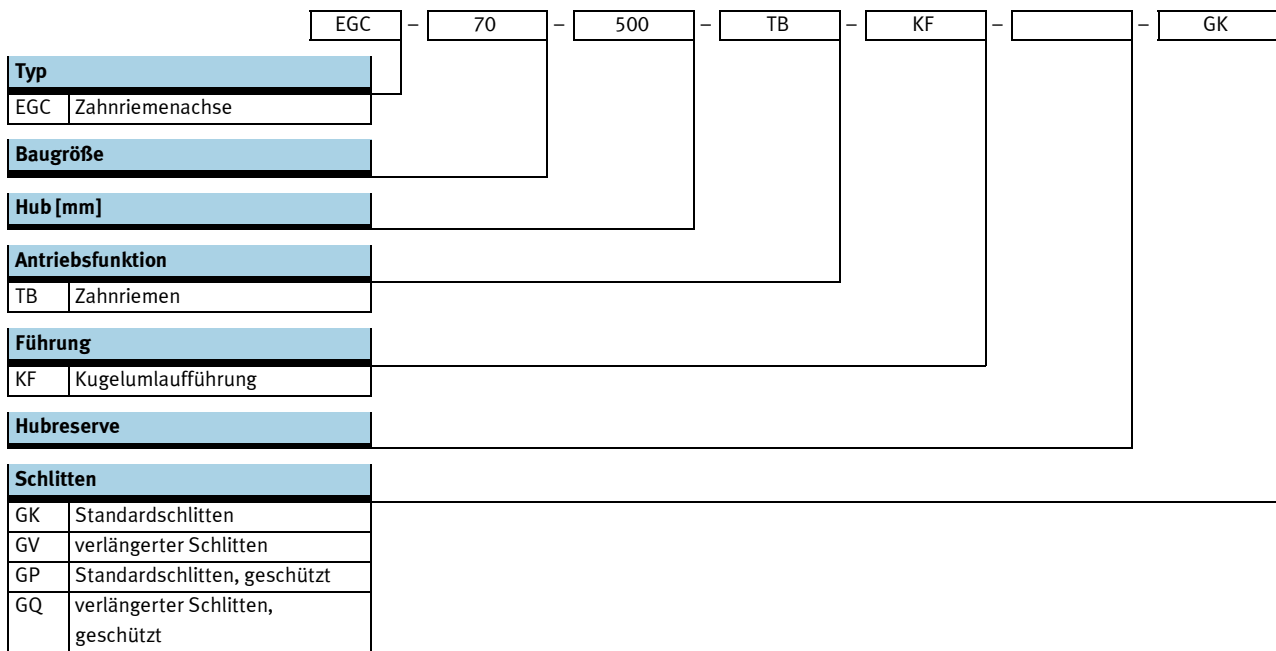 EGC – 70 – 500 – TB – KF – – GK
Typ
EGC Zahnriemenachse
Baugröße
Hub [mm]
Antriebsfunktion
TB Zahnriemen
Führung
KF Kugelumlaufführung
Hubreserve
Schlitten
GK Standardschlitten
GV verlängerter Schlitten
GP Standardschlitten, geschützt
GQ verlängerter Schlitten,
geschützt